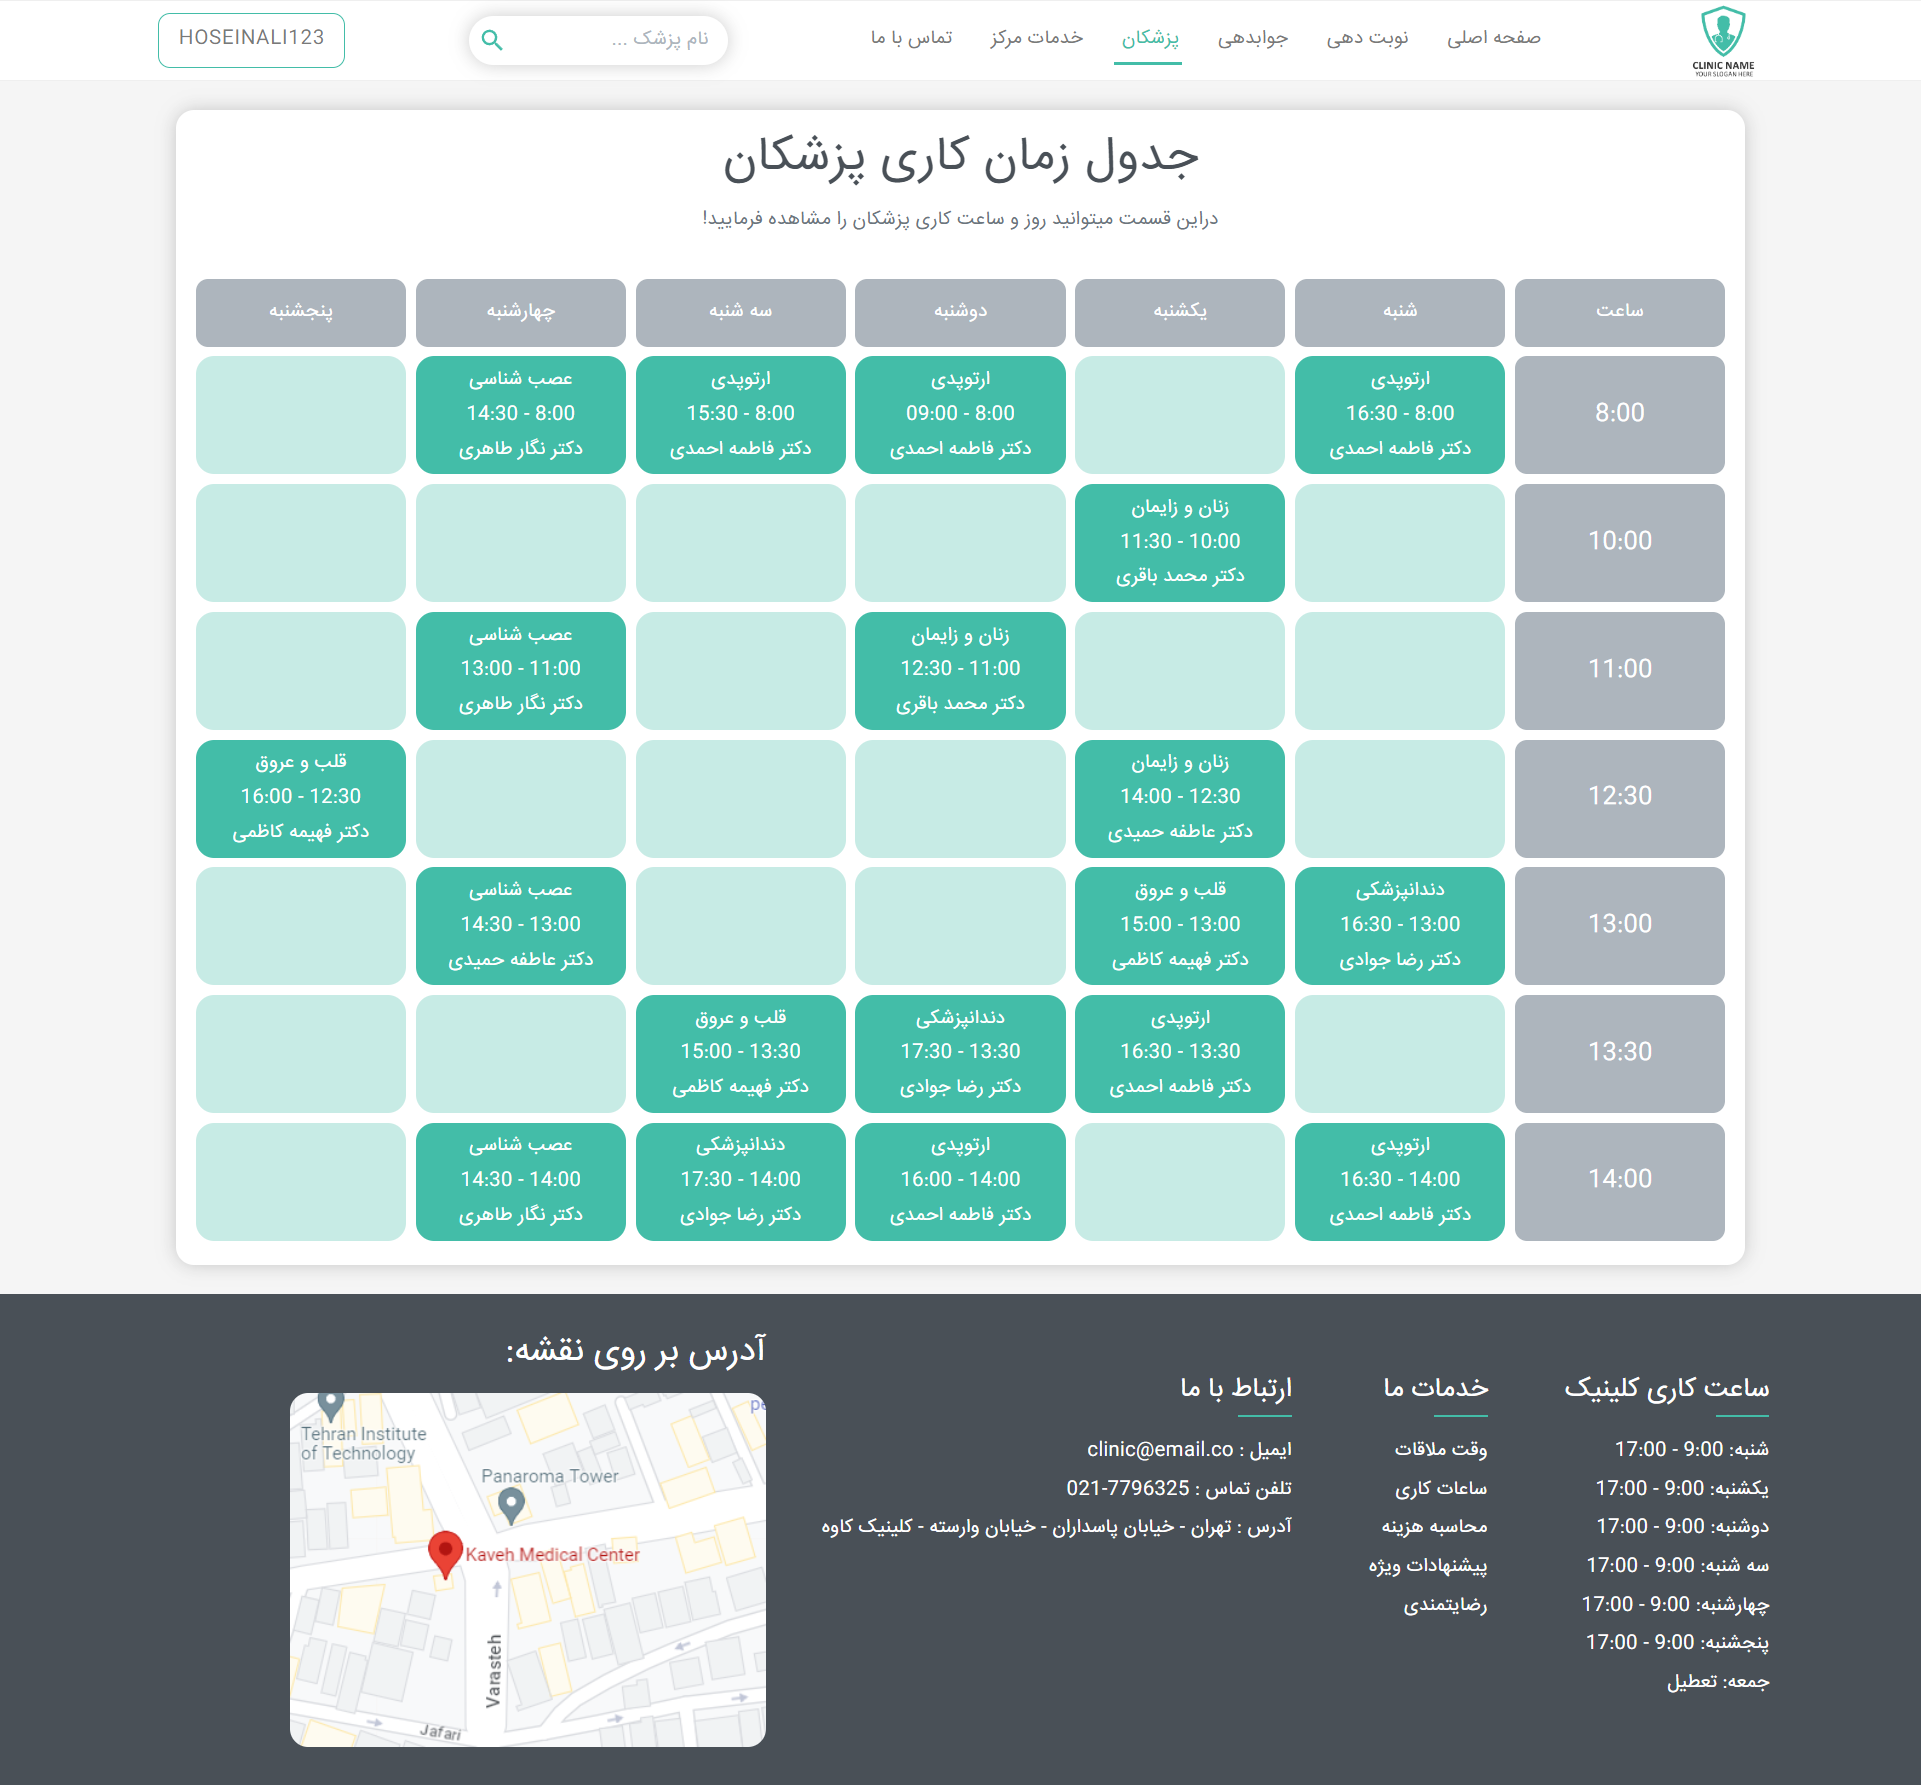 CLINIC NAME
YOUR SLOGAN HERE
صفحه اصلی
نوبت دهی
جوابدهی
پزشکان
خدمات مرکز
تماس با ما
نام پزشک ...
HOSEINALI123
جدول زمان کاری پزشکان
دراین قسمت میتوانید روز و ساعت کاری پزشکان را مشاهده فرمایید!
ساعت
شنبه
یکشنبه
دوشنبه
سه شنبه
چهارشنبه
پنجشنبه
8:00
ارتوپدی
8:00 - 16:30
دکتر فاطمه احمدی
ارتوپدی
8:00 - 09:00
دکتر فاطمه احمدی
ارتوپدی
8:00 - 15:30
دکتر فاطمه احمدی
عصب شناسی
8:00 - 14:30
دکتر نگار طاهری
10:00
زنان و زایمان
10:00 - 11:30
دکتر محمد باقری
11:00
زنان و زایمان
11:00 - 12:30
دکتر محمد باقری
عصب شناسی
11:00 - 13:00
دکتر نگار طاهری
12:30
زنان و زایمان
12:30 - 14:00
دکتر عاطفه حمیدی
قلب و عروق
12:30 - 16:00
دکتر فهیمه کاظمی
13:00
دندانپزشکی
13:00 - 16:30
دکتر رضا جوادی
قلب و عروق
13:00 - 15:00
دکتر فهیمه کاظمی
عصب شناسی
13:00 - 14:30
دکتر عاطفه حمیدی
13:30
ارتوپدی
13:30 - 16:30
دکتر فاطمه احمدی
دندانپزشکی
13:30 - 17:30
دکتر رضا جوادی
قلب و عروق
13:30 - 15:00
دکتر فهیمه کاظمی
14:00
ارتوپدی
14:00 - 16:30
دکتر فاطمه احمدی
ارتوپدی
14:00 - 16:00
دکتر فاطمه احمدی
دندانپزشکی
14:00 - 17:30
دکتر رضا جوادی
عصب شناسی
14:00 - 14:30
دکتر نگار طاهری
ساعت کاری کلینیک
شنبه: 9:00 - 17:00
یکشنبه: 9:00 - 17:00
دوشنبه: 9:00 - 17:00
سه شنبه: 9:00 - 17:00
چهارشنبه: 9:00 - 17:00
پنجشنبه: 9:00 - 17:00
جمعه: تعطیل
خدمات ما
وقت ملاقات
ساعات کاری
محاسبه هزینه
پیشنهادات ویژه
رضایتمندی
ارتباط با ما
ایمیل : clinic@email.co
تلفن تماس : 021-7796325
آدرس : تهران - خیابان پاسداران - خیابان وارسته - کلینیک کاوه
آدرس بر روی نقشه:
Tehran Institute
of Technology
Panaroma Tower
Kaveh Medical Center
Varasteh
Jafari